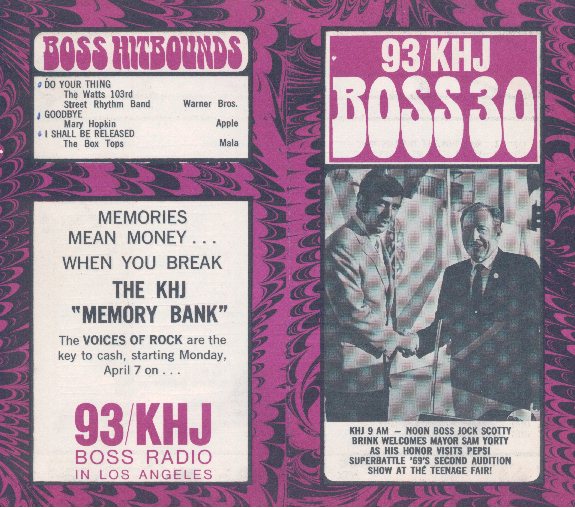 BOSS HITBOUNDS
DO YOUR THING
The Watts 103rd
Street Rhythm Band Warner Bros.
GOODBYE
Mary Hopkin Apple
I SHALL BE RELEASED
The Box Tops Mala
MEMORIES
MEAN MONEY...
WHEN YOU BREAK
THE KHJ
"MEMORY BANK"
The VOICES OF ROCK are the
key to cash, starting Monday,
April 7 on...
93/KHJ
BOSS RADIO
IN LOS ANGELES
93/KHJ
BOSS 30
KHJ 9 AM – NOON BOSS JOCK SCOTTY
BRINK WELCOMES MAYOR SAM YORTY
AS HIS HONOR VISITS PEPSI
SUPERBATTLE '69'S SECOND AUDITION
SHOW AT THE TEENAGE FAIR!